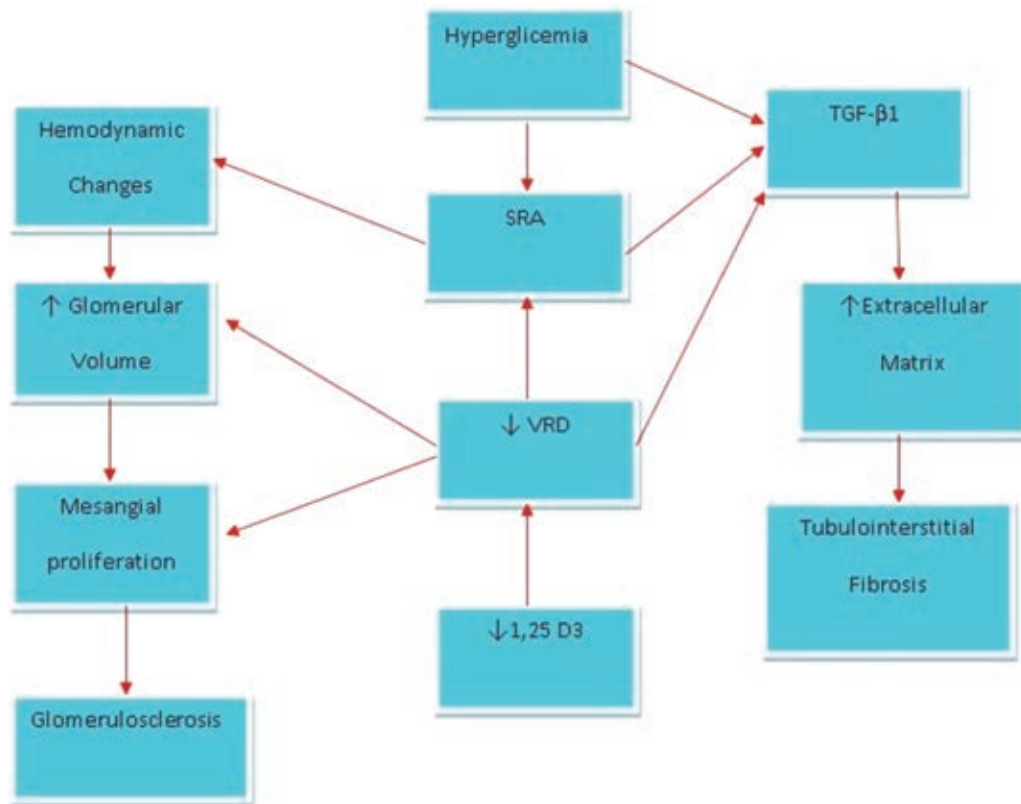 Hyperglicemia
Hemodynamic
Changes
TGF-β1
SRA
↑ Glomerular
Volume
↑Extracellular
Matrix
↓ VRD
Mesangial
proliferation
Tubulointerstitial
Fibrosis
↓1,25 D3
Glomerulosclerosis